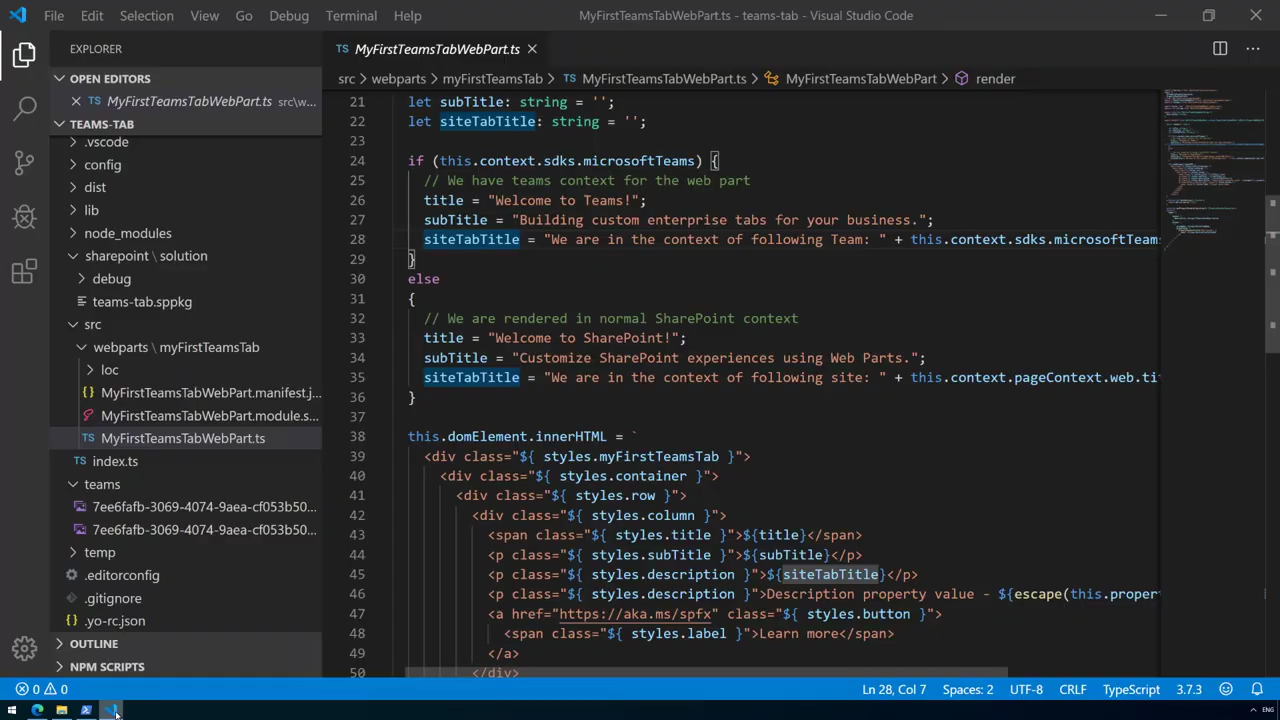 File Edit Selection View Go Debug Terminal Help MyFirstTeamsTabWebPart.ts - teams-tab - Visual Studio Code
EXPLORER
TS MyFirstTeamsTabWebPart.ts
OPEN EDITORS
TS MyFirstTeamsTabWebPart.ts src\w...
TEAMS-TAB
.vscode
config
dist
lib
node_modules
sharepoint \ solution
debug
teams-tab.sppkg
src
webparts \ myFirstTeamsTab
loc
{} MyFirstTeamsTabWebPart.manifest.j...
MyFirstTeamsTabWebPart.module.s...
TS MyFirstTeamsTabWebPart.ts
TS index.ts
teams
7ee6fafb-3069-4074-9aea-cf053b50...
7ee6fafb-3069-4074-9aea-cf053b50...
temp
.editorconfig
.gitignore
{} .yo-rc.json
OUTLINE
NPM SCRIPTS
src > webparts > myFirstTeamsTab > TS MyFirstTeamsTabWebPart.ts > MyFirstTeamsTabWebPart > render
21 let subTitle: string = '';
22 let siteTabTitle: string = '';
23
24 if (this.context.sdks.microsoftTeams) {
25 // We have teams context for the web part
26 title = "Welcome to Teams!";
27 subTitle = "Building custom enterprise tabs for your business.";
28 siteTabTitle = "We are in the context of following Team: " + this.context.sdks.microsoftTeams
29 }
30 else
31 {
32 // We are rendered in normal SharePoint context
33 title = "Welcome to SharePoint!";
34 subTitle = "Customize SharePoint experiences using Web Parts.";
35 siteTabTitle = "We are in the context of following site: " + this.context.pageContext.web.ti
36 }
37
38 this.domElement.innerHTML = `
39 <div class="${ styles.myFirstTeamsTab }">
40 <div class="${ styles.container }">
41 <div class="${ styles.row }">
42 <div class="${ styles.column }">
43 <span class="${ styles.title }">${title}</span>
44 <p class="${ styles.subTitle }">${subTitle}</p>
45 <p class="${ styles.description }">${siteTabTitle}</p>
46 <p class="${ styles.description }">Description property value - ${escape(this.proper
47 <a href="https://aka.ms/spfx" class="${ styles.button }">
48 <span class="${ styles.label }">Learn more</span>
49 </a>
50 </div>
0 0 Ln 28, Col 7 Spaces: 2 UTF-8 CRLF TypeScript 3.7.3
ENG